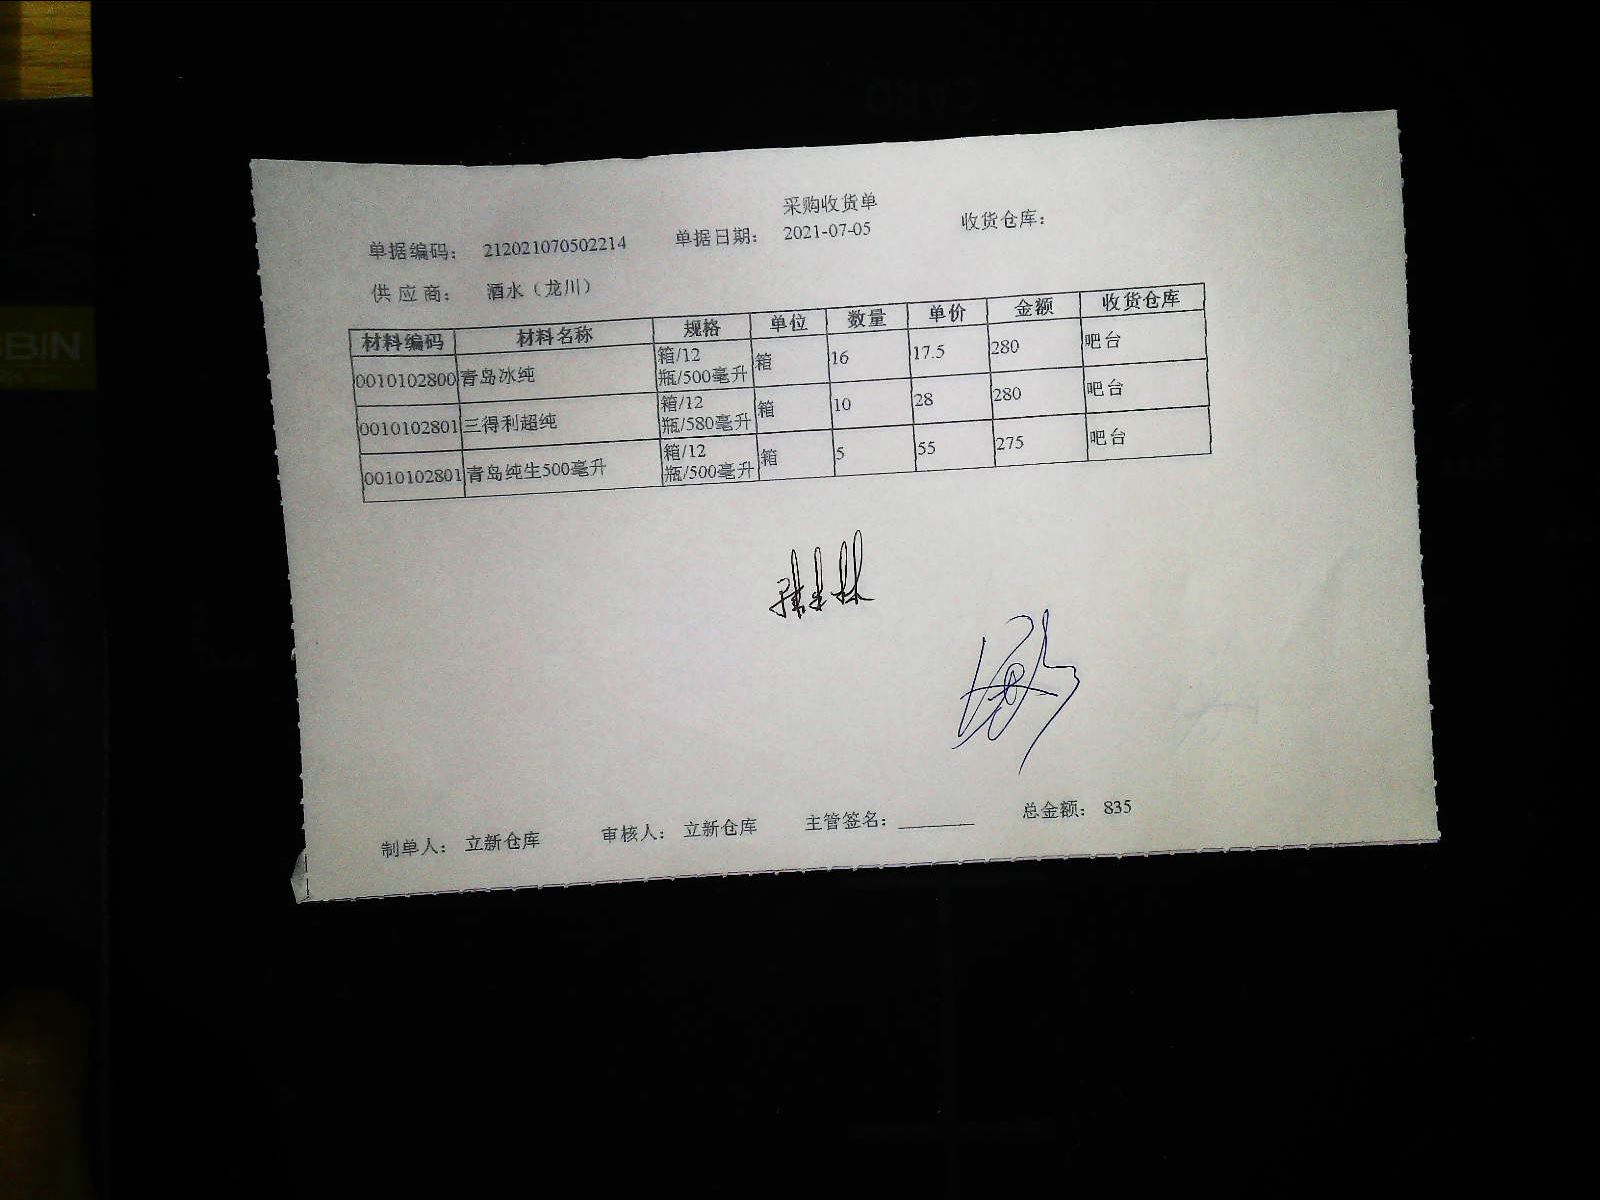 采购收货单
单据编码： 212021070502214 单据日期： 2021-07-05 收货仓库：
供 应 商： 酒水（龙川）
材料编码 材料名称 规格 单位 数量 单价 金额 收货仓库
0010102800 青岛冰纯 箱/12瓶/500毫升 箱 16 17.5 280 吧台
0010102801 三得利超纯 箱/12瓶/580毫升 箱 10 28 280 吧台
0010102801 青岛纯生500毫升 箱/12瓶/500毫升 箱 5 55 275 吧台
制单人： 立新仓库 审核人： 立新仓库 主管签名：________ 总金额： 835
BIN
CARD